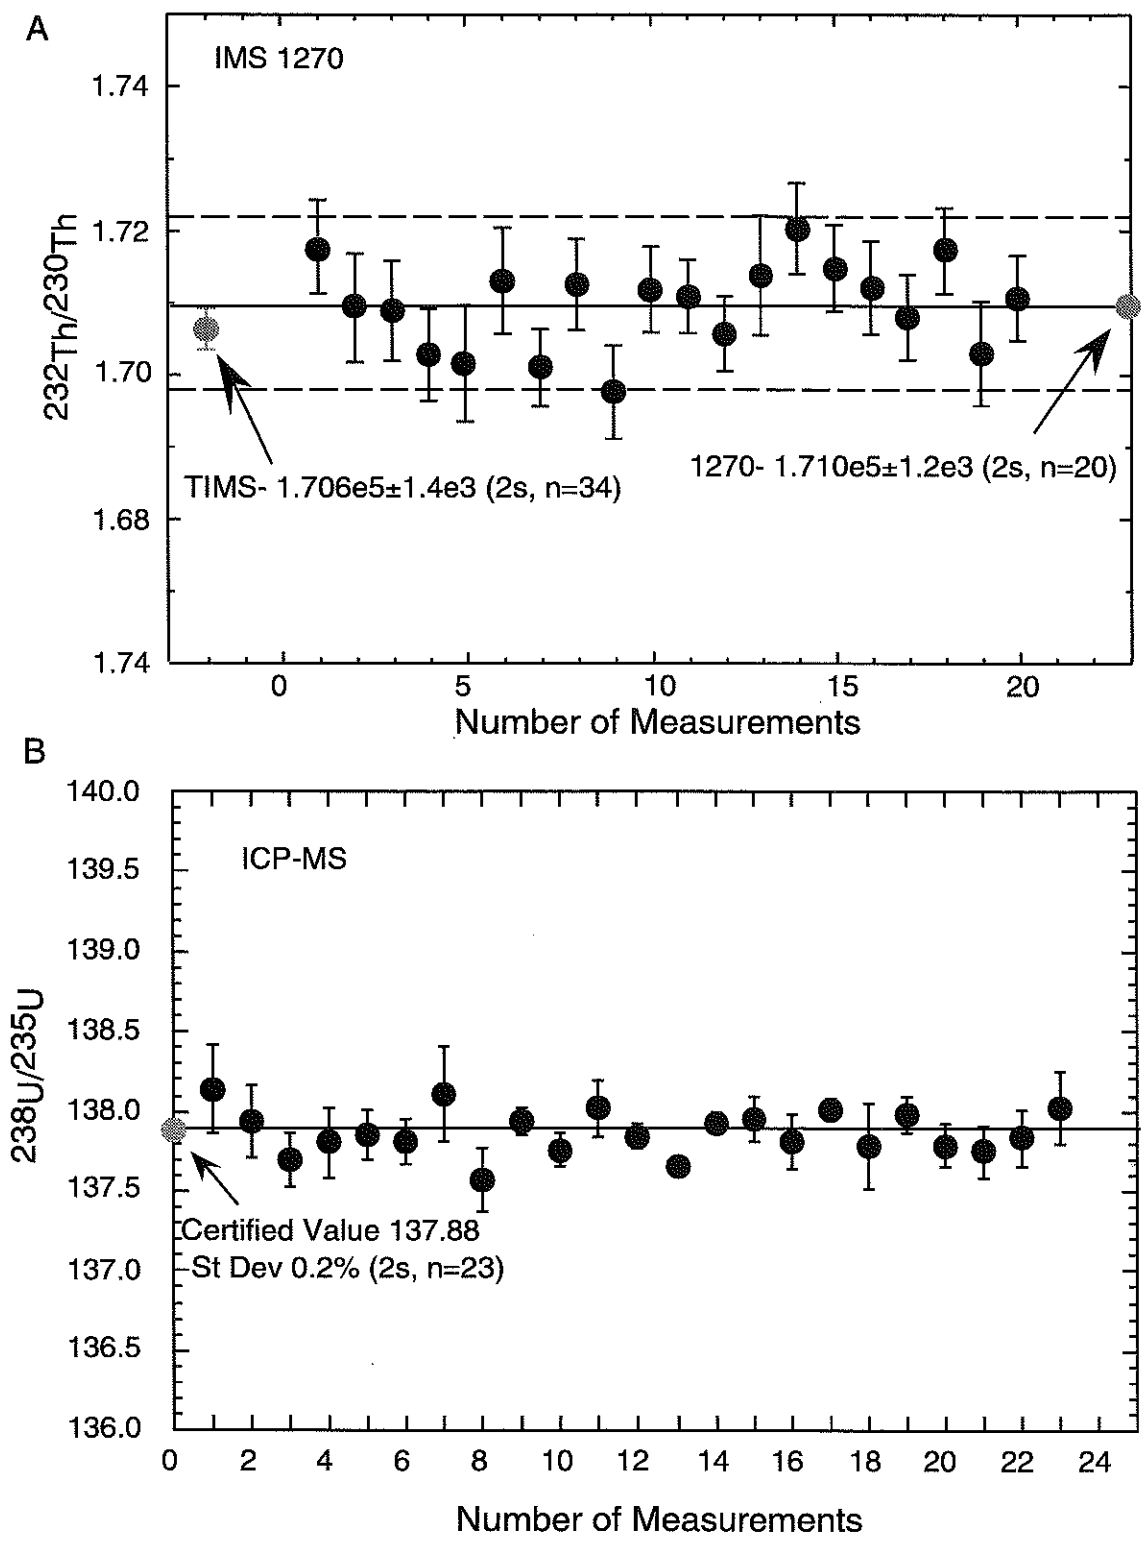 A
IMS 1270
1.74
1.72
1.70
1.68
1.74
232Th/230Th
TIMS- 1.706e5±1.4e3 (2s, n=34)
1270- 1.710e5±1.2e3 (2s, n=20)
0 5 10 15 20
Number of Measurements
B
ICP-MS
140.0
139.5
139.0
138.5
138.0
137.5
137.0
136.5
136.0
238U/235U
Certified Value 137.88
St Dev 0.2% (2s, n=23)
0 2 4 6 8 10 12 14 16 18 20 22 24
Number of Measurements